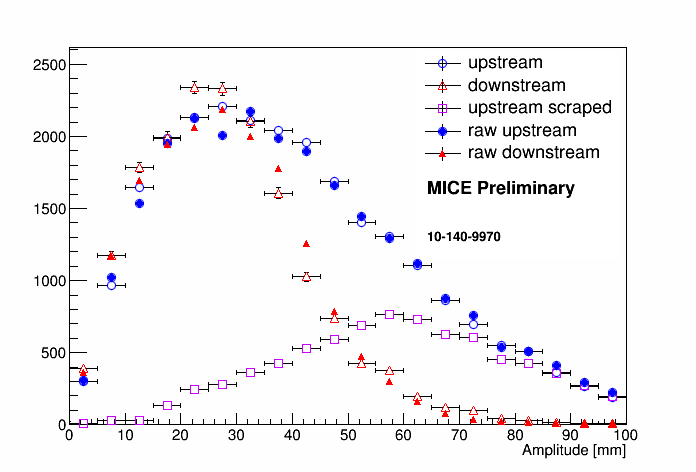 2500
2000
1500
1000
500
0
0 10 20 30 40 50 60 70 80 90 100
Amplitude [mm]
upstream
downstream
upstream scraped
raw upstream
raw downstream
MICE Preliminary
10-140-9970